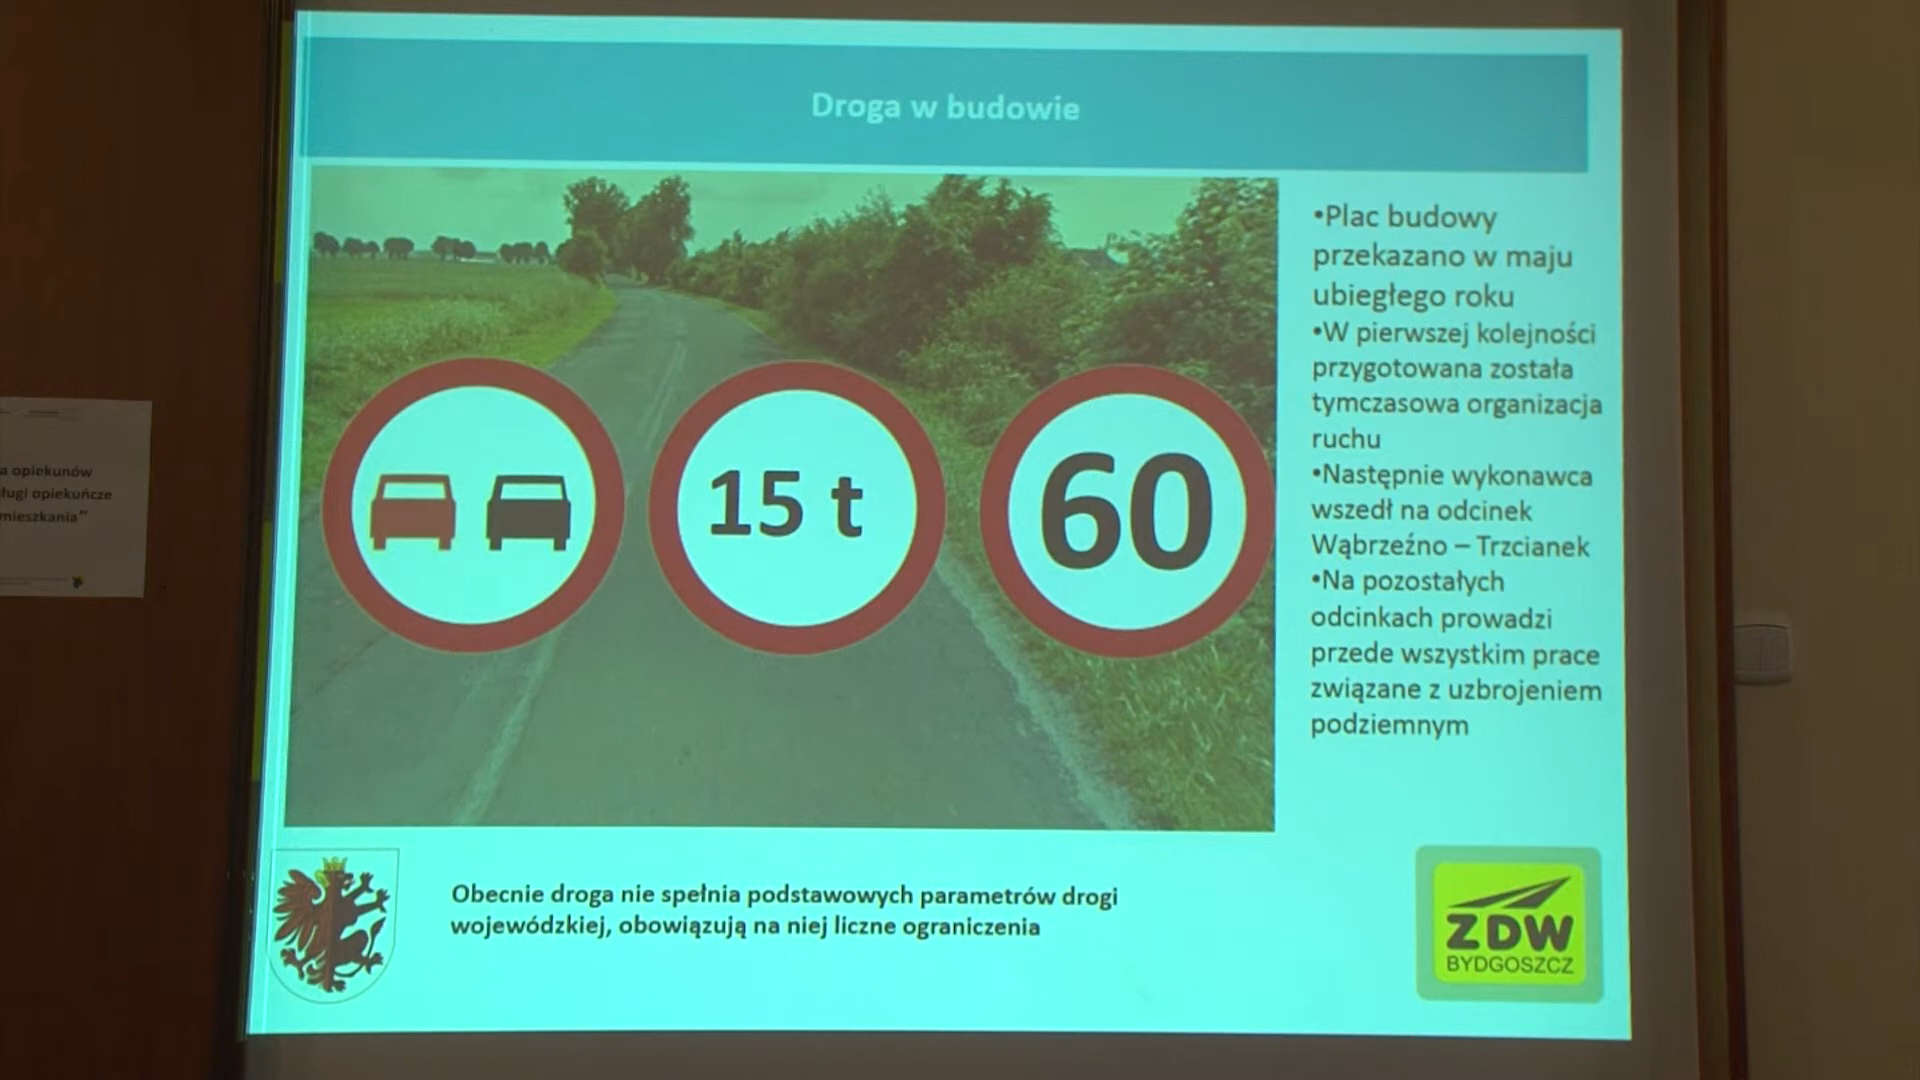 Droga w budowie
•Plac budowy
przekazano w maju
ubiegłego roku
•W pierwszej kolejności
przygotowana została
tymczasowa organizacja
ruchu
•Następnie wykonawca
wszedł na odcinek
Wąbrzeźno – Trzcianek
•Na pozostałych
odcinkach prowadzi
przede wszystkim prace
związane z uzbrojeniem
podziemnym
15 t
60
Obecnie droga nie spełnia podstawowych parametrów drogi
wojewódzkiej, obowiązują na niej liczne ograniczenia
ZDW
BYDGOSZCZ
a opiekunów
ługi opiekuńcze
mieszkania”